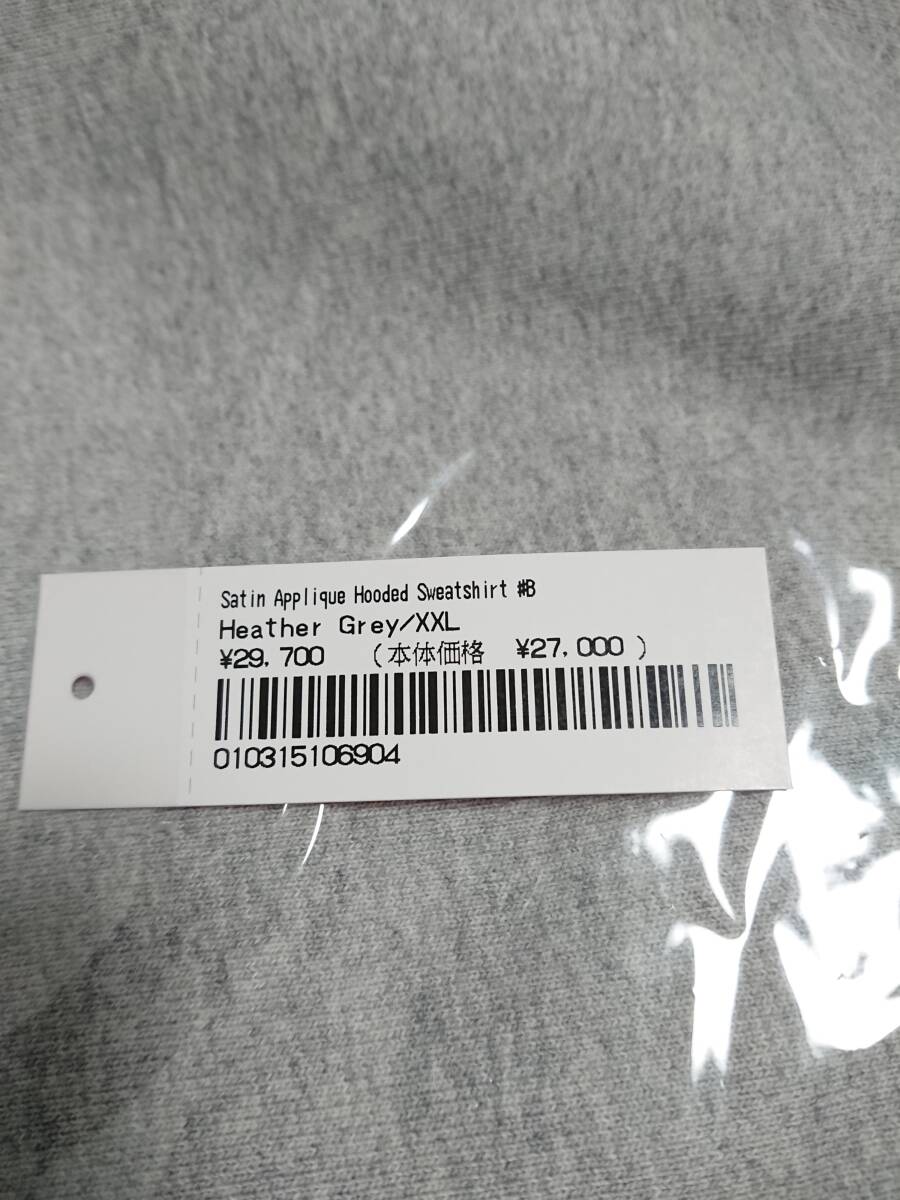 Satin Applique Hooded Sweatshirt #B
Heather Grey/XXL
¥29,700 (本体価格 ¥27,000 )
010315106904